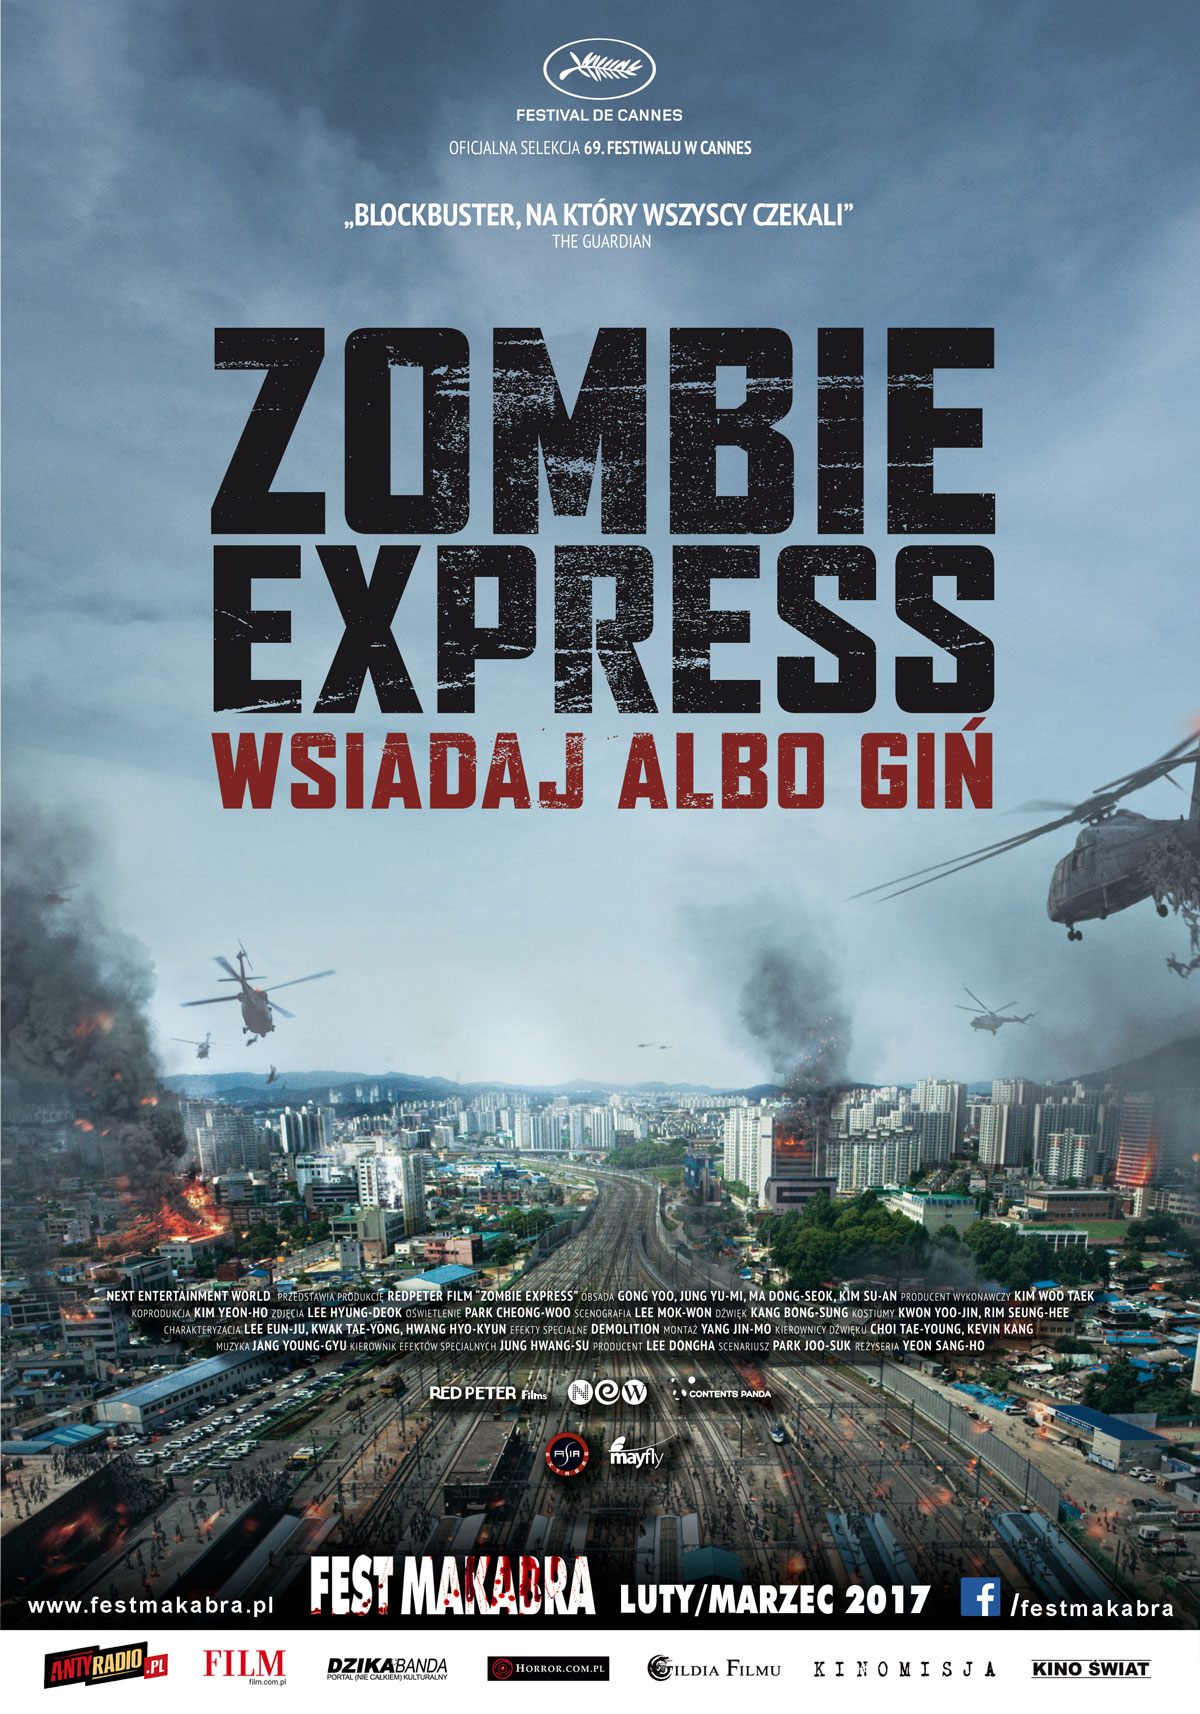 FESTIVAL DE CANNES
OFICJALNA SELEKCJA 69. FESTIWALU W CANNES
„BLOCKBUSTER, NA KTÓRY WSZYSCY CZEKALI”
THE GUARDIAN
ZOMBIE
EXPRESS
WSIADAJ ALBO GIŃ
NEXT ENTERTAINMENT WORLD PRZEDSTAWIA PRODUKCJĘ REDPETER FILM "ZOMBIE EXPRESS" OBSADA GONG YOO, JUNG YU-MI, MA DONG-SEOK, KIM SU-AN PRODUCENT WYKONAWCZY KIM WOO TAEK
KOPRODUKCJA KIM YEON-HO ZDJĘCIA LEE HYUNG-DEOK OŚWIETLENIE PARK CHEONG-WOO SCENOGRAFIA LEE MOK-WON DŹWIĘK KANG BONG-SUNG KOSTIUMY KWON YOO-JIN, RIM SEUNG-HEE
CHARAKTERYZACJA LEE EUN-JU, KWAK TAE-YONG, HWANG HYO-KYUN EFEKTY SPECJALNE DEMOLITION MONTAŻ YANG JIN-MO KIEROWNICY DŹWIĘKU CHOI TAE-YOUNG, KEVIN KANG
MUZYKA JANG YOUNG-GYU KIEROWNIK EFEKTÓW SPECJALNYCH JUNG HWANG-SU PRODUCENT LEE DONGHA SCENARIUSZ PARK JOO-SUK REŻYSERIA YEON SANG-HO
RED PETER Films NEW CONTENTS PANDA
ASIA XTREE mayfly
www.festmakabra.pl FEST MAKABRA LUTY/MARZEC 2017 f /festmakabra
ANTYRADIO.PL FILM film.com.pl DZIKA BANDA PORTAL (NIE CAŁKIEM) KULTURALNY HORROR.COM.PL GILDIA FILMU KINOMISJA KINO ŚWIAT